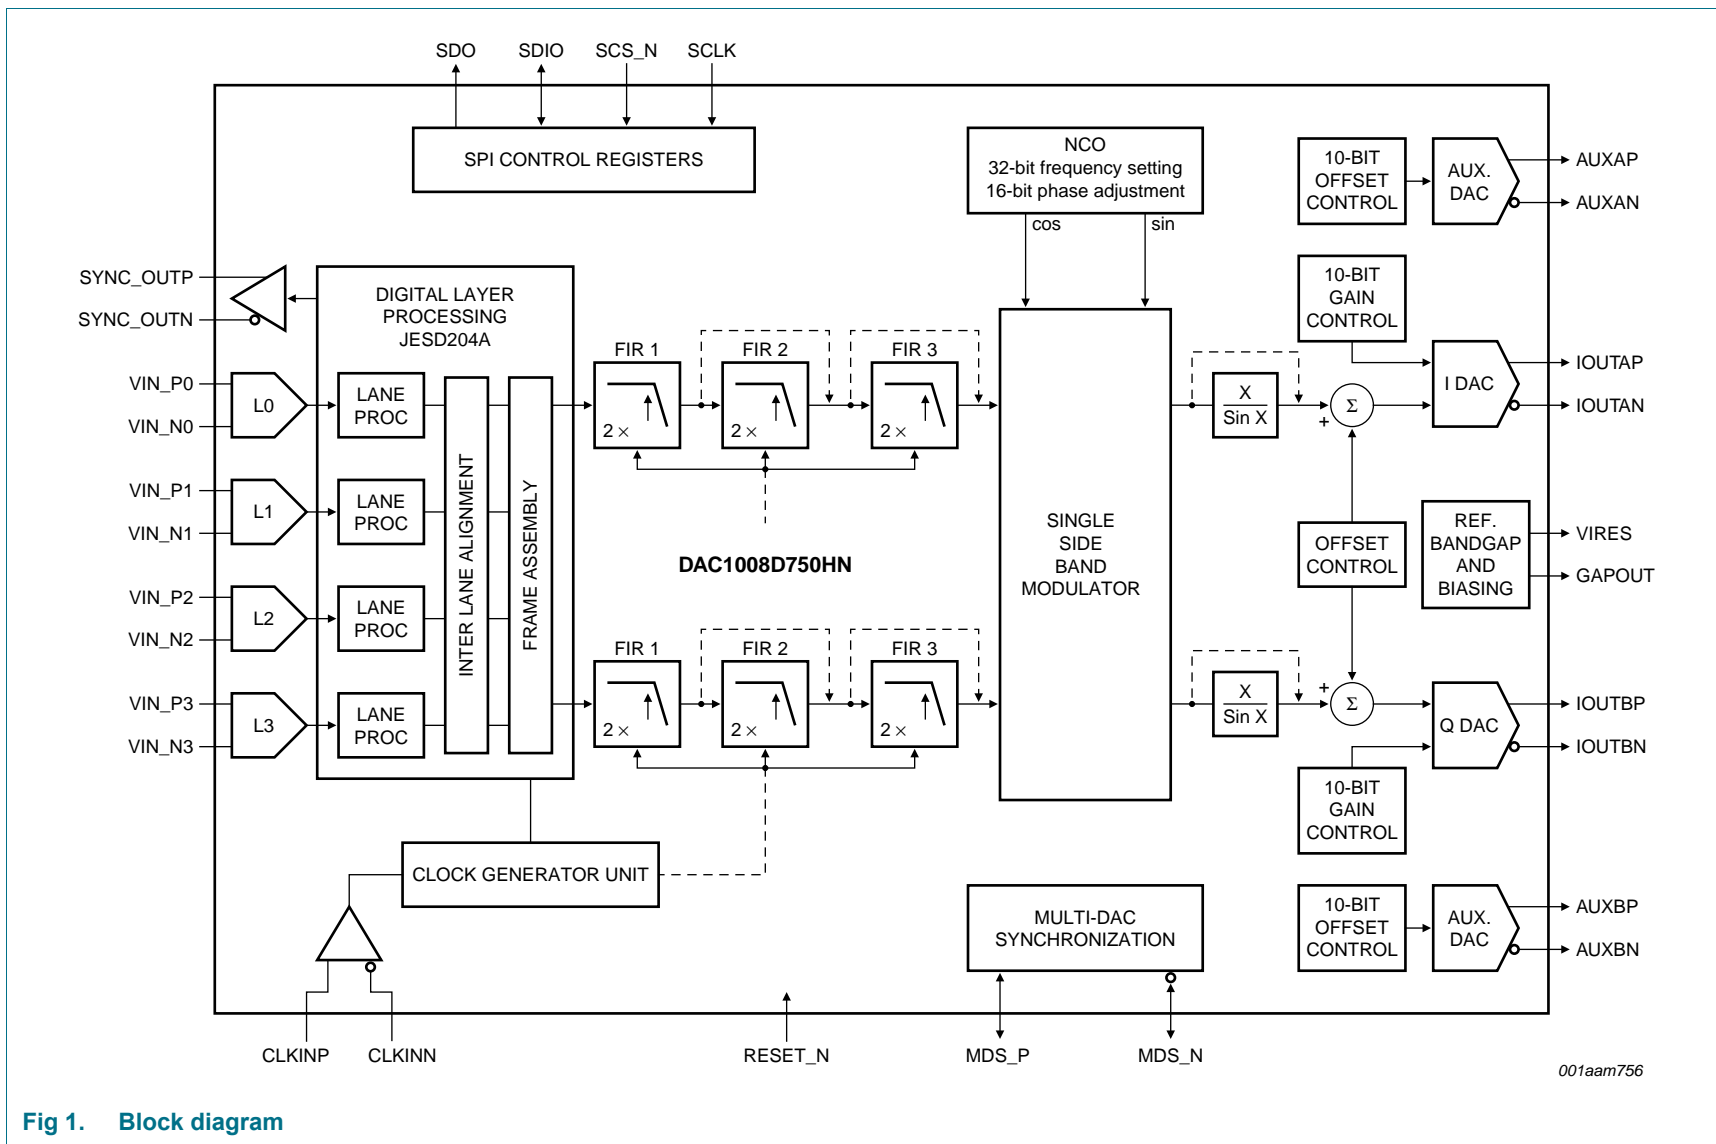 SDO SDIO SCS_N SCLK
SPI CONTROL REGISTERS
NCO
32-bit frequency setting
16-bit phase adjustment
cos sin
10-BIT
OFFSET
CONTROL
AUX.
DAC
AUXAP
AUXAN
SYNC_OUTP
SYNC_OUTN
DIGITAL LAYER
PROCESSING
JESD204A
10-BIT
GAIN
CONTROL
VIN_P0
VIN_N0
L0
LANE
PROC
VIN_P1
VIN_N1
L1
LANE
PROC
VIN_P2
VIN_N2
L2
LANE
PROC
VIN_P3
VIN_N3
L3
LANE
PROC
INTER LANE ALIGNMENT
FRAME ASSEMBLY
FIR 1 FIR 2 FIR 3
2 × 2 × 2 ×
DAC1008D750HN
FIR 1 FIR 2 FIR 3
2 × 2 × 2 ×
SINGLE
SIDE
BAND
MODULATOR
X
Sin X
+
Σ
I DAC
IOUTAP
IOUTAN
OFFSET
CONTROL
REF.
BANDGAP
AND
BIASING
VIRES
GAPOUT
X
Sin X
+
Σ
Q DAC
IOUTBP
IOUTBN
10-BIT
GAIN
CONTROL
CLOCK GENERATOR UNIT
MULTI-DAC
SYNCHRONIZATION
10-BIT
OFFSET
CONTROL
AUX.
DAC
AUXBP
AUXBN
CLKINP CLKINN RESET_N MDS_P MDS_N
001aam756
Fig 1. Block diagram